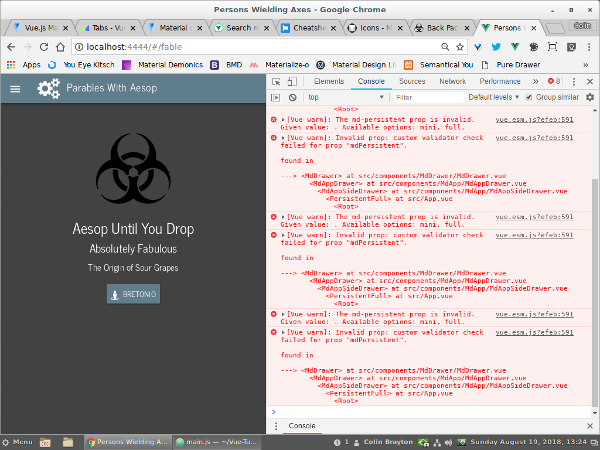 Persons Wielding Axes - Google Chrome
Vue.js Ma
Tabs - Vu
Material d
Search re
Cheatshe
Icons - M
Back Pac
Persons W
Colin
localhost:4444/#/fable
Apps
You Eye Kitsch
Material Demonics
BMD
Materialize-o
Material Design Lit
Semantical You
Pure Drawer
Parables With Aesop
Aesop Until You Drop
Absolutely Fabulous
The Origin of Sour Grapes
BRETONIO
Elements Console Sources Network Performance » 8
top Filter Default levels Group similar
<Root>
[Vue warn]: The md-persistent prop is invalid. vue.esm.js?efeb:591
Given value: . Available options: mini, full.
[Vue warn]: Invalid prop: custom validator check vue.esm.js?efeb:591
failed for prop "mdPersistent".
found in
---> <MdDrawer> at src/components/MdDrawer/MdDrawer.vue
<MdAppDrawer> at src/components/MdApp/MdAppDrawer.vue
<MdAppSideDrawer> at src/components/MdApp/MdAppSideDrawer.vue
<PersistentFull> at src/App.vue
<Root>
[Vue warn]: The md-persistent prop is invalid. vue.esm.js?efeb:591
Given value: . Available options: mini, full.
[Vue warn]: Invalid prop: custom validator check vue.esm.js?efeb:591
failed for prop "mdPersistent".
found in
---> <MdDrawer> at src/components/MdDrawer/MdDrawer.vue
<MdAppDrawer> at src/components/MdApp/MdAppDrawer.vue
<MdAppSideDrawer> at src/components/MdApp/MdAppSideDrawer.vue
<PersistentFull> at src/App.vue
<Root>
[Vue warn]: The md-persistent prop is invalid. vue.esm.js?efeb:591
Given value: . Available options: mini, full.
[Vue warn]: Invalid prop: custom validator check vue.esm.js?efeb:591
failed for prop "mdPersistent".
found in
---> <MdDrawer> at src/components/MdDrawer/MdDrawer.vue
<MdAppDrawer> at src/components/MdApp/MdAppDrawer.vue
<MdAppSideDrawer> at src/components/MdApp/MdAppSideDrawer.vue
<PersistentFull> at src/App.vue
<Root>
Console
Menu
Persons Wielding A...
main.js — ~/Vue-Tu...
1
Colin Brayton
Sunday August 19, 2018, 13:24